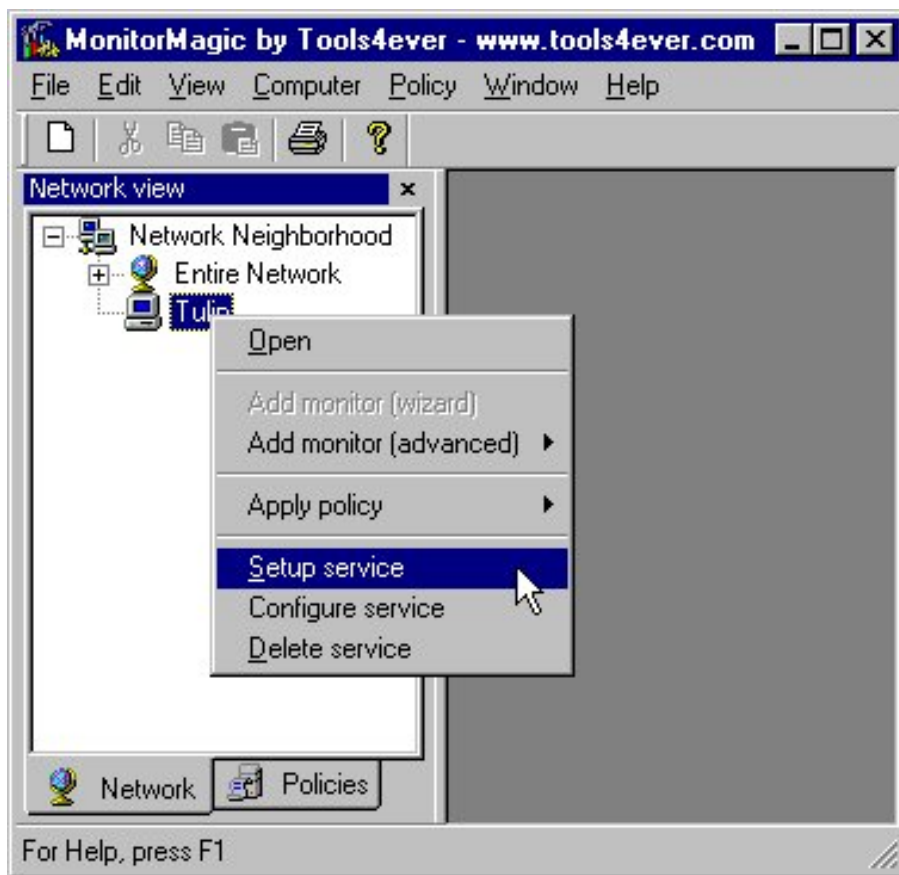 MonitorMagic by Tools4ever - www.tools4ever.com
File Edit View Computer Policy Window Help
Network view
Network Neighborhood
Entire Network
Tulip
Open
Add monitor (wizard)
Add monitor (advanced)
Apply policy
Setup service
Configure service
Delete service
Network Policies
For Help, press F1